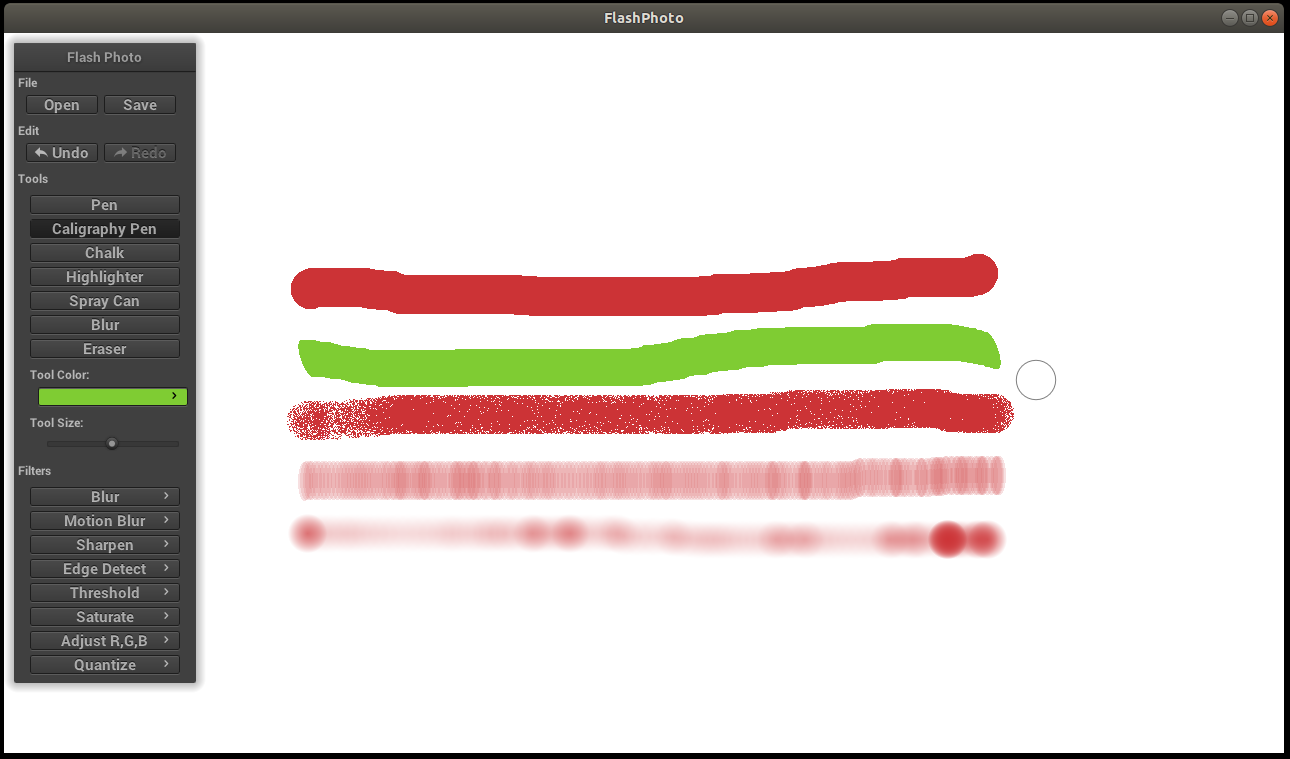 FlashPhoto
Flash Photo
File
Open Save
Edit
Undo Redo
Tools
Pen
Caligraphy Pen
Chalk
Highlighter
Spray Can
Blur
Eraser
Tool Color:
Tool Size:
Filters
Blur
Motion Blur
Sharpen
Edge Detect
Threshold
Saturate
Adjust R,G,B
Quantize